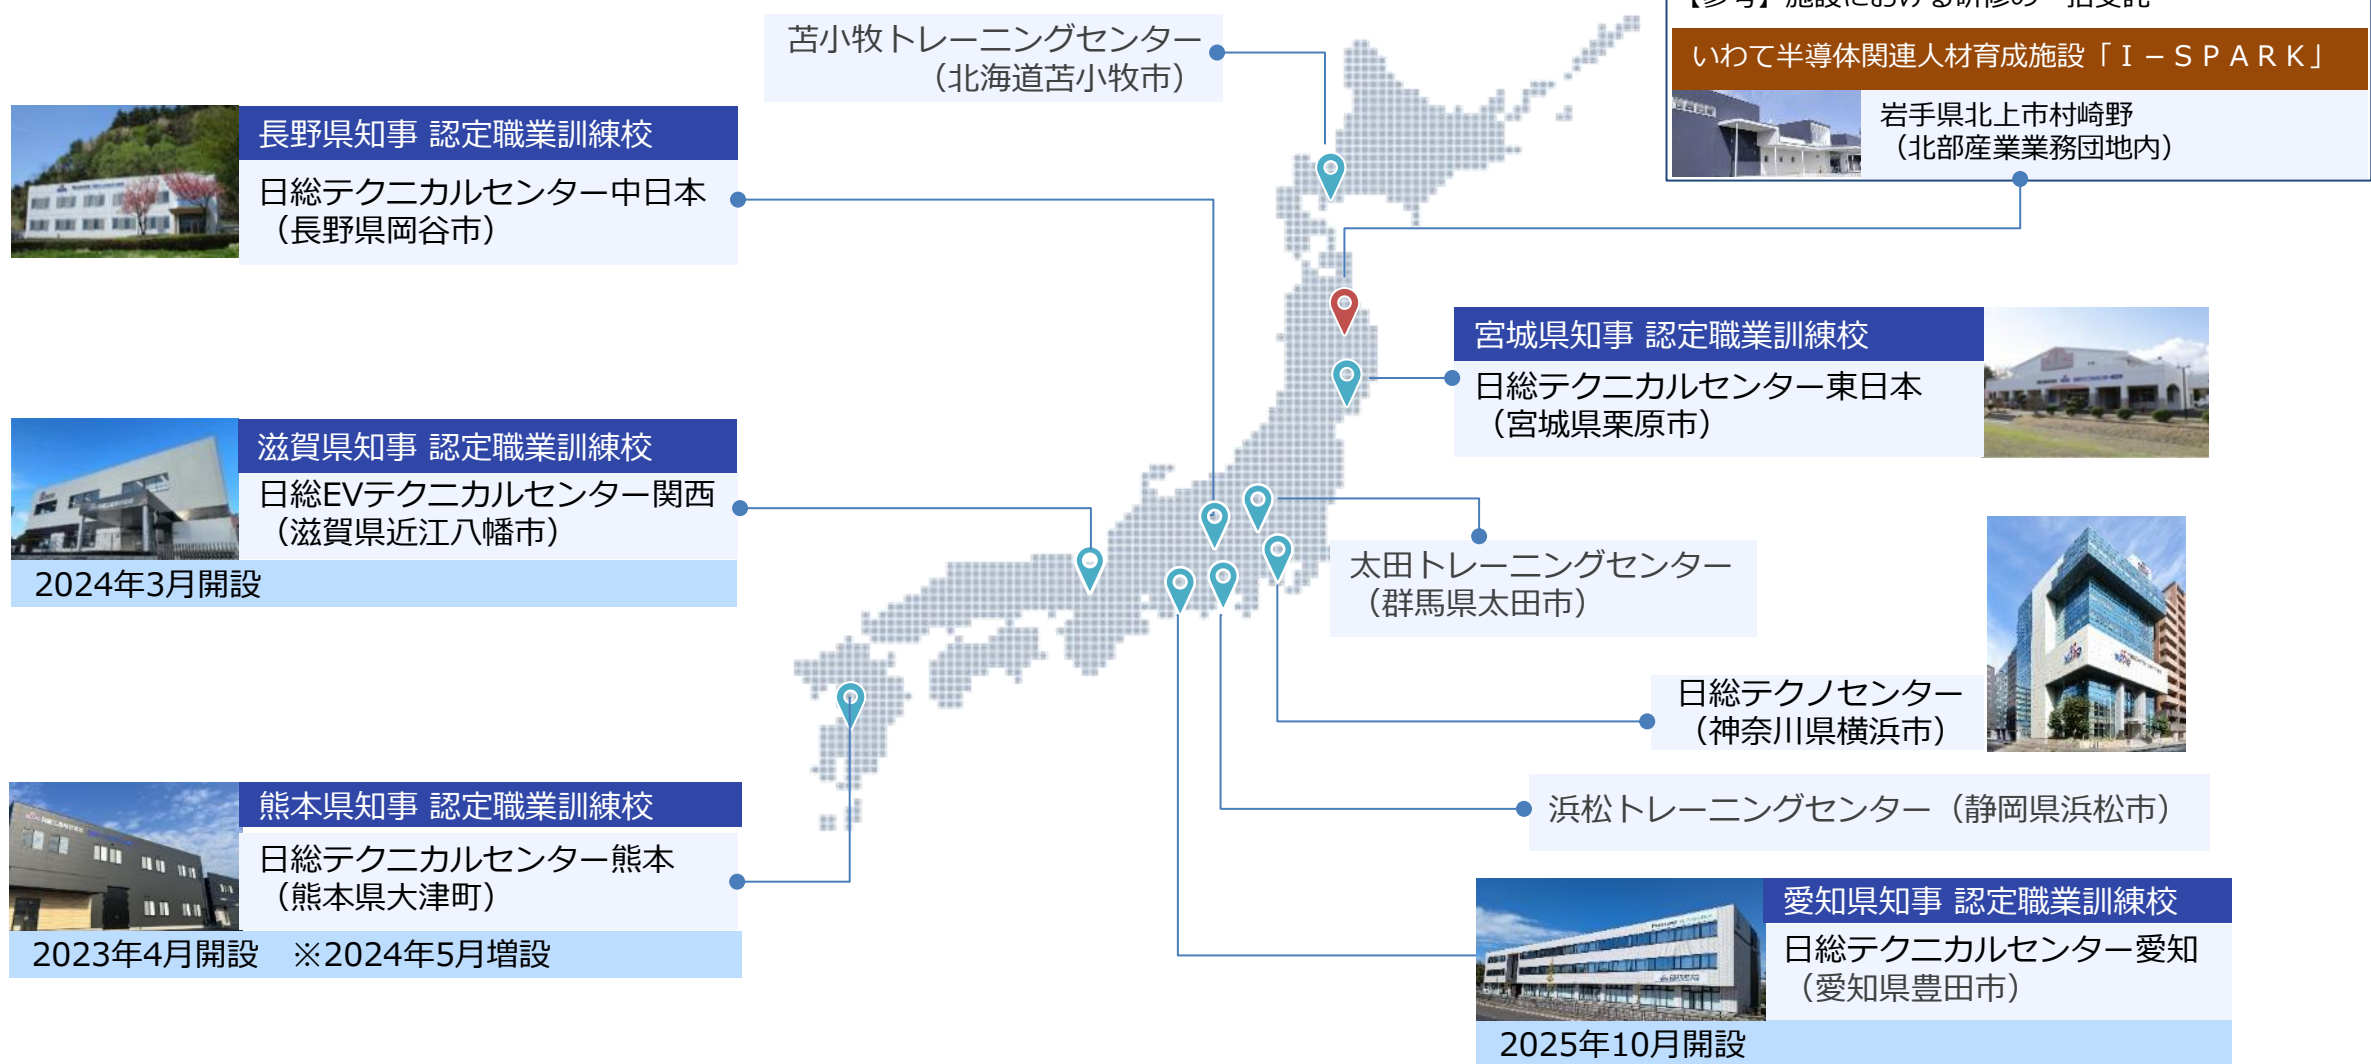 苫小牧トレーニングセンター
（北海道苫小牧市）
【参考】施設における研修の一括受託
いわて半導体関連人材育成施設「Ｉ－ＳＰＡＲＫ」
岩手県北上市村崎野
（北部産業業務団地内）
長野県知事 認定職業訓練校
日総テクニカルセンター中日本
（長野県岡谷市）
宮城県知事 認定職業訓練校
日総テクニカルセンター東日本
（宮城県栗原市）
滋賀県知事 認定職業訓練校
日総EVテクニカルセンター関西
（滋賀県近江八幡市）
2024年3月開設
太田トレーニングセンター
（群馬県太田市）
日総テクノセンター
（神奈川県横浜市）
熊本県知事 認定職業訓練校
日総テクニカルセンター熊本
（熊本県大津町）
2023年4月開設　※2024年5月増設
浜松トレーニングセンター（静岡県浜松市）
愛知県知事 認定職業訓練校
日総テクニカルセンター愛知
（愛知県豊田市）
2025年10月開設